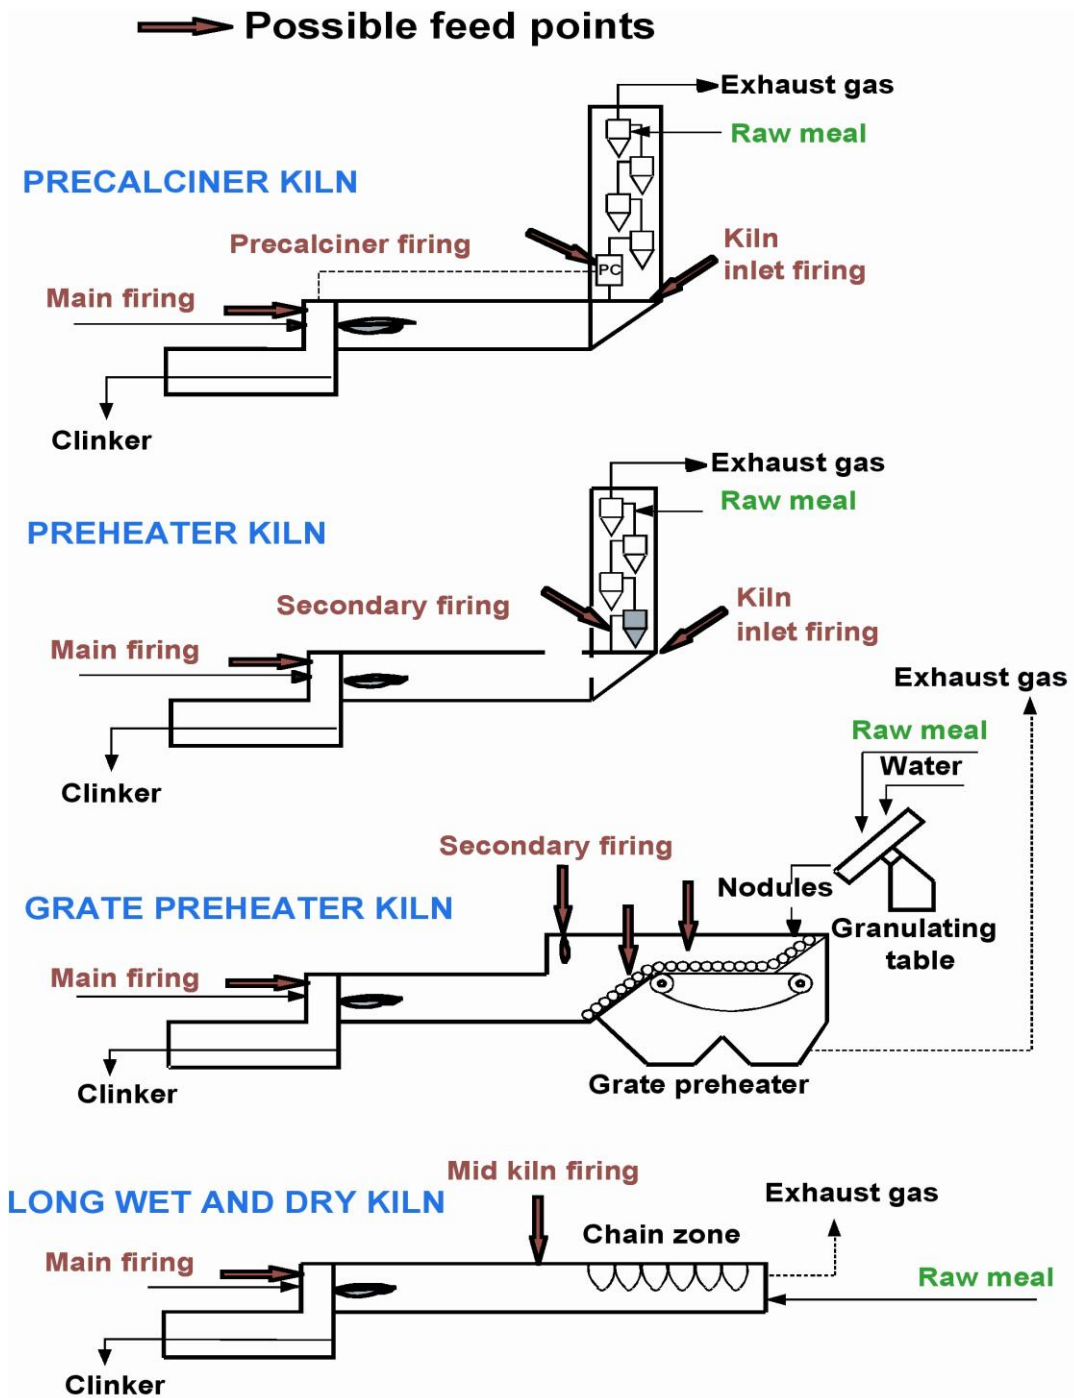 Possible feed points
Exhaust gas
Raw meal
PRECALCINER KILN
Precalciner firing
Kiln
inlet firing
PC
Main firing
Clinker
Exhaust gas
Raw meal
PREHEATER KILN
Secondary firing
Kiln
inlet firing
Main firing
Clinker
Exhaust gas
Raw meal
Water
Secondary firing
Nodules
GRATE PREHEATER KILN
Granulating
table
Main firing
Grate preheater
Clinker
Mid kiln firing
LONG WET AND DRY KILN
Exhaust gas
Chain zone
Main firing
Raw meal
Clinker